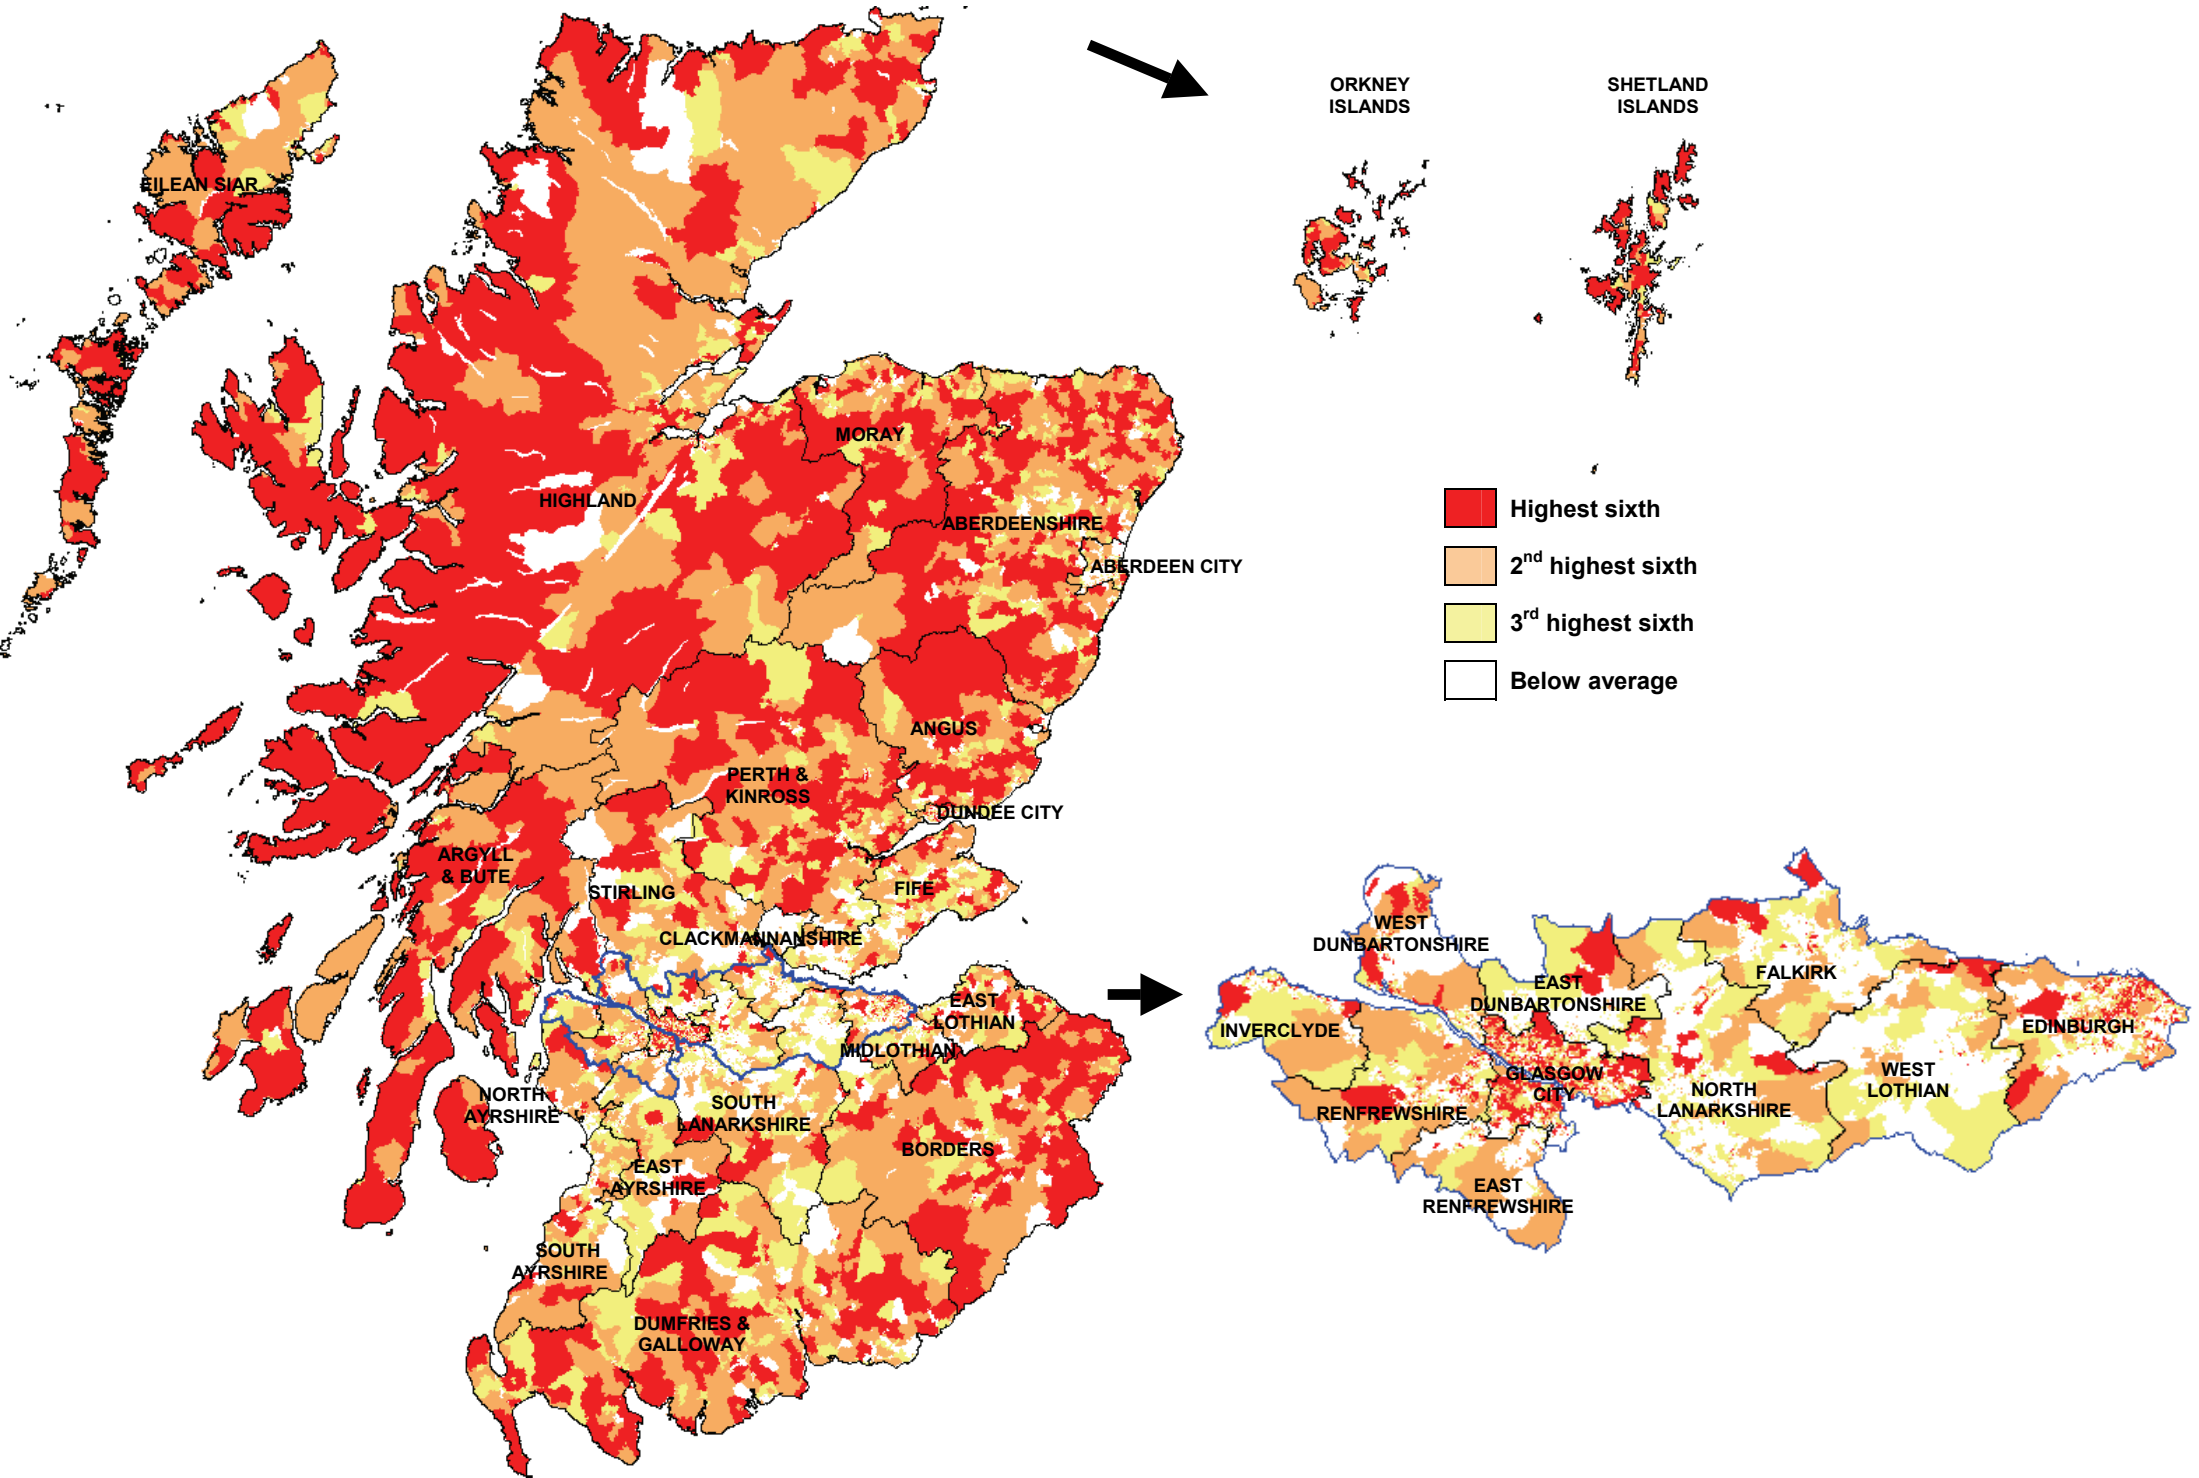 ORKNEY
ISLANDS
SHETLAND
ISLANDS
EILEAN SIAR
MORAY
HIGHLAND
ABERDEENSHIRE
ABERDEEN CITY
Highest sixth
2nd highest sixth
3rd highest sixth
Below average
ANGUS
PERTH &
KINROSS
DUNDEE CITY
ARGYLL
& BUTE
STIRLING
FIFE
CLACKMANNANSHIRE
EAST
LOTHIAN
MIDLOTHIAN
NORTH
AYRSHIRE
SOUTH
LANARKSHIRE
BORDERS
EAST
AYRSHIRE
SOUTH
AYRSHIRE
DUMFRIES &
GALLOWAY
WEST
DUNBARTONSHIRE
EAST
DUNBARTONSHIRE
FALKIRK
INVERCLYDE
EDINBURGH
GLASGOW
CITY
RENFREWSHIRE
NORTH
LANARKSHIRE
WEST
LOTHIAN
EAST
RENFREWSHIRE